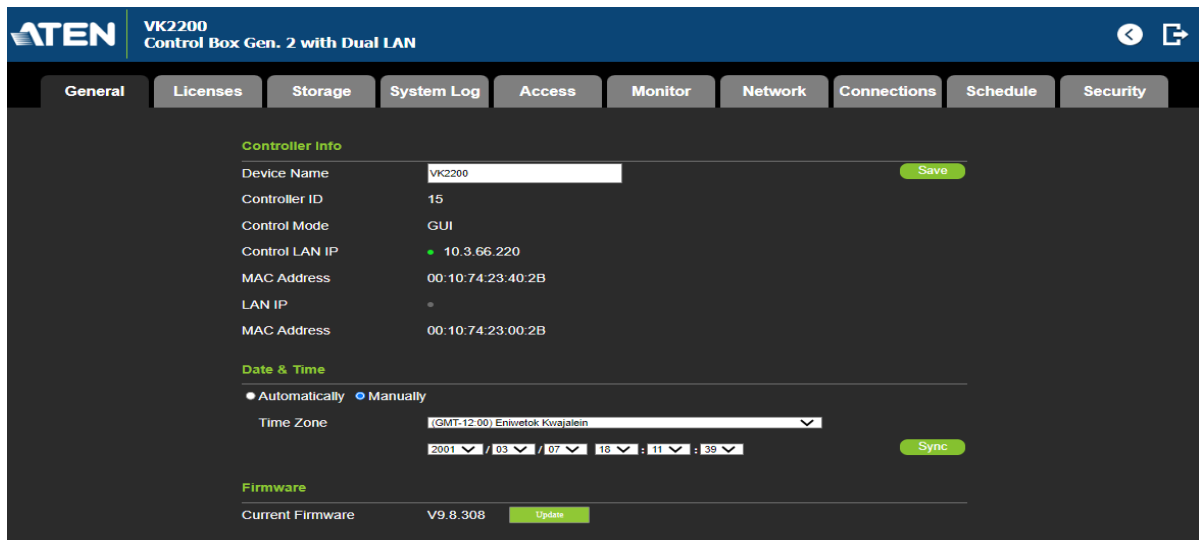 ATEN
VK2200
Control Box Gen. 2 with Dual LAN
General Licenses Storage System Log Access Monitor Network Connections Schedule Security
Controller Info
Device Name VK2200 Save
Controller ID 15
Control Mode GUI
Control LAN IP 10.3.66.220
MAC Address 00:10:74:23:40:2B
LAN IP
MAC Address 00:10:74:23:00:2B
Date & Time
Automatically Manually
Time Zone (GMT-12:00) Eniwetok Kwajalein
2001 / 03 / 07 18 : 11 : 39 Sync
Firmware
Current Firmware V9.8.308 Update